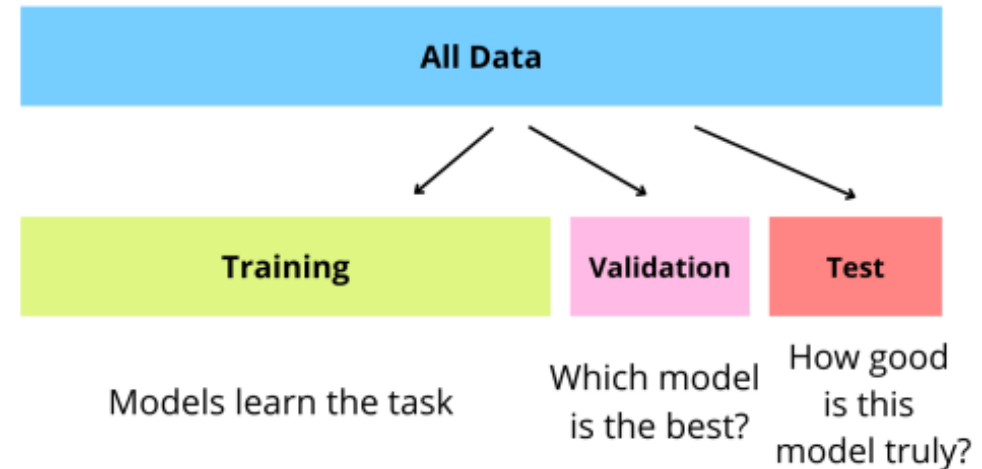 All Data
Training
Validation
Test
Models learn the task
Which model
is the best?
How good
is this
model truly?